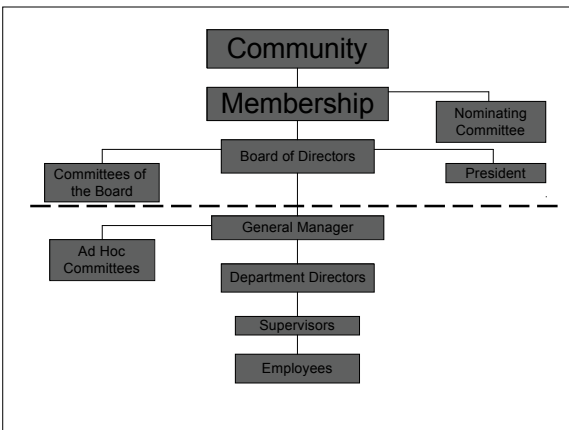 Community
Membership
Nominating
Committee
Board of Directors
Committees of
the Board
President
General Manager
Ad Hoc
Committees
Department Directors
Supervisors
Employees